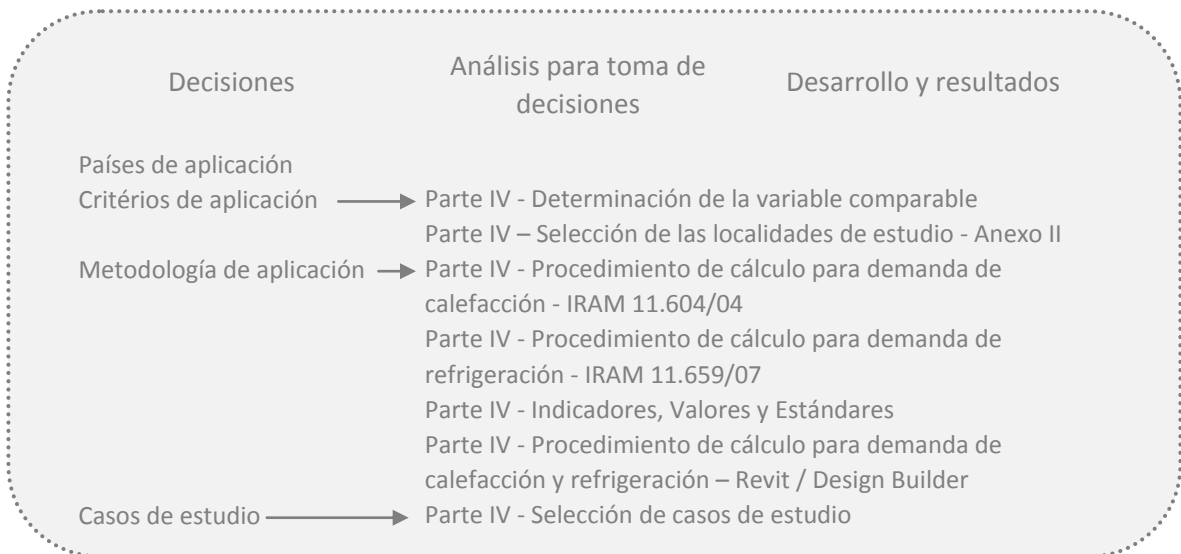 Decisiones
Análisis para toma de
decisiones
Desarrollo y resultados
Países de aplicación
Critérios de aplicación
Parte IV - Determinación de la variable comparable
Parte IV – Selección de las localidades de estudio - Anexo II
Metodología de aplicación
Parte IV - Procedimiento de cálculo para demanda de
calefacción - IRAM 11.604/04
Parte IV - Procedimiento de cálculo para demanda de
refrigeración - IRAM 11.659/07
Parte IV - Indicadores, Valores y Estándares
Parte IV - Procedimiento de cálculo para demanda de
calefacción y refrigeración – Revit / Design Builder
Casos de estudio
Parte IV - Selección de casos de estudio